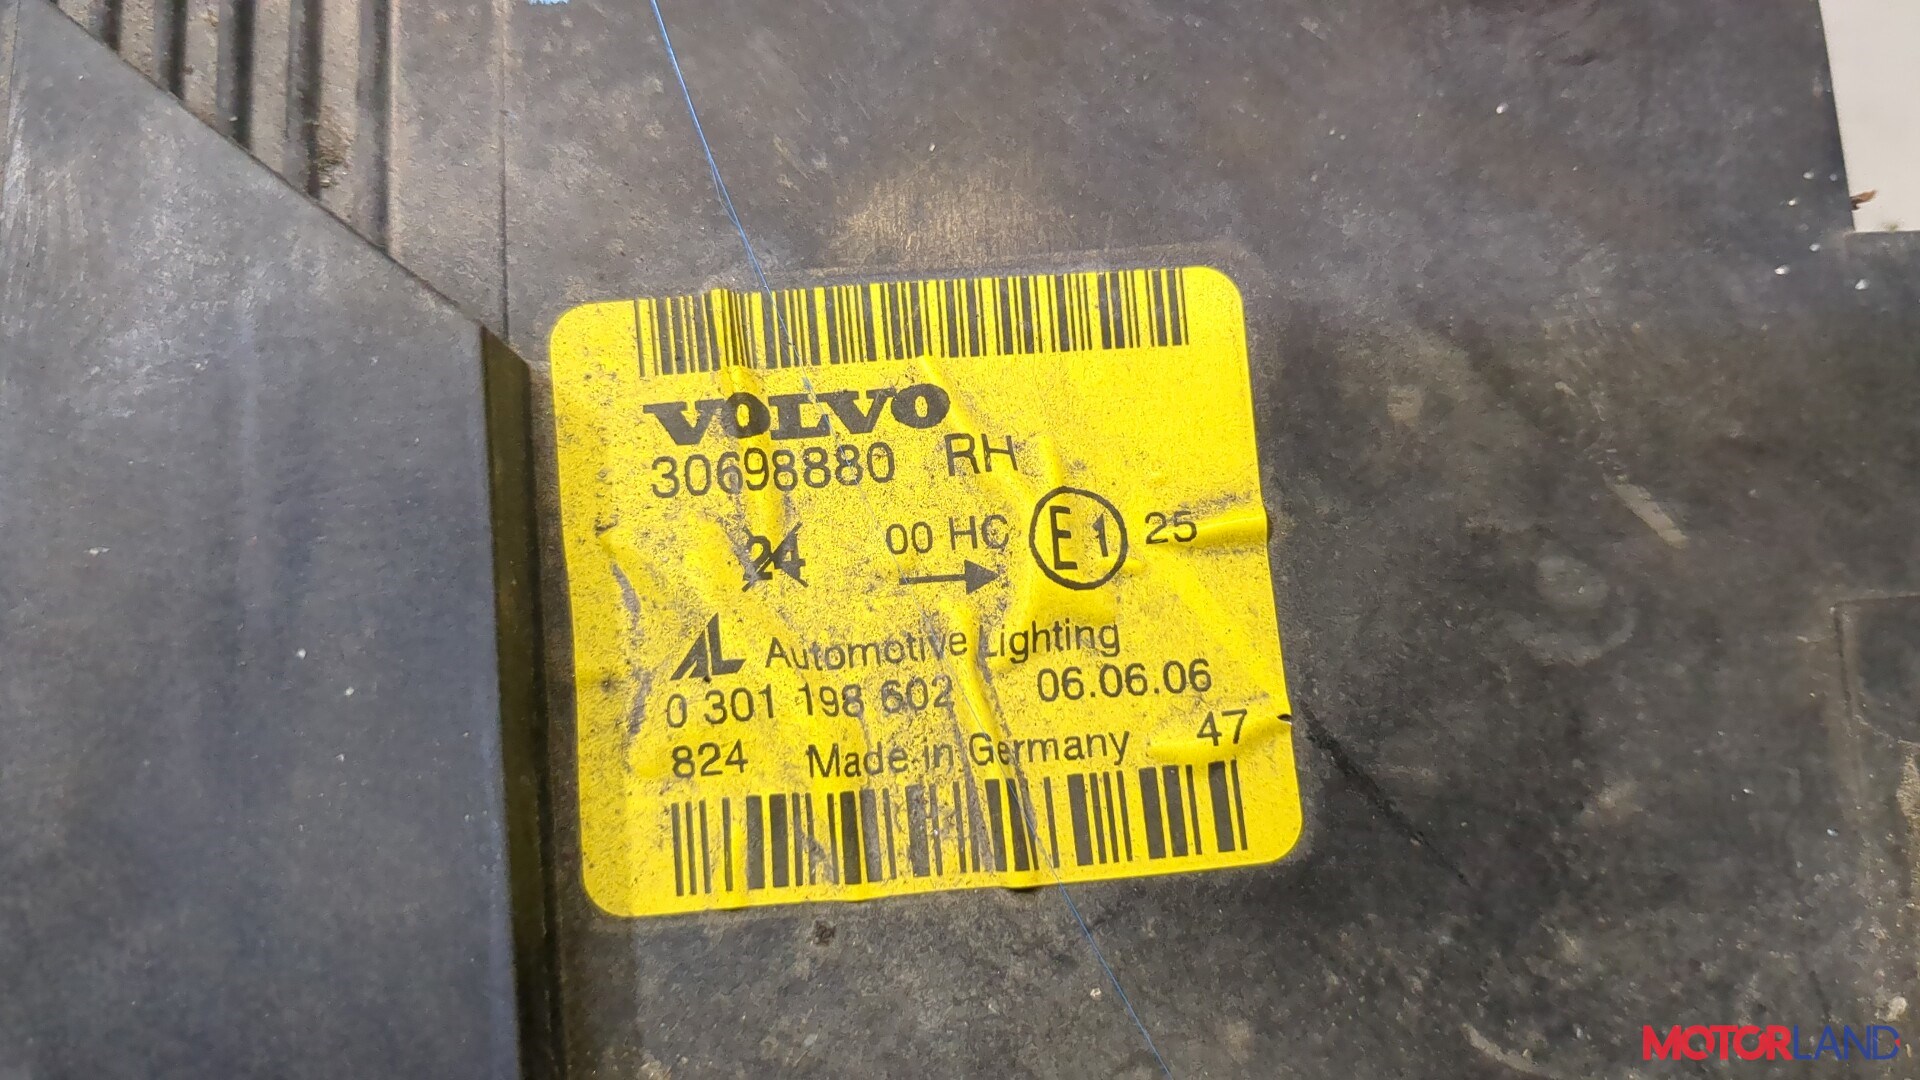 VOLVO
30698880 RH
24 00 HC E1 25
AL Automotive Lighting
0 301 198 602 06.06.06
824 Made in Germany 47
MOTORLAND